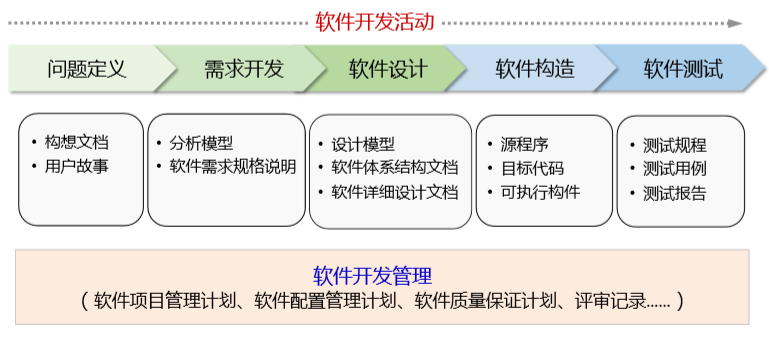 软件开发活动
问题定义
需求开发
软件设计
软件构造
软件测试
• 构想文档
• 用户故事
• 分析模型
• 软件需求规格说明
• 设计模型
• 软件体系结构文档
• 软件详细设计文档
• 源程序
• 目标代码
• 可执行构件
• 测试规程
• 测试用例
• 测试报告
软件开发管理
（ 软件项目管理计划、软件配置管理计划、软件质量保证计划、评审记录...... ）